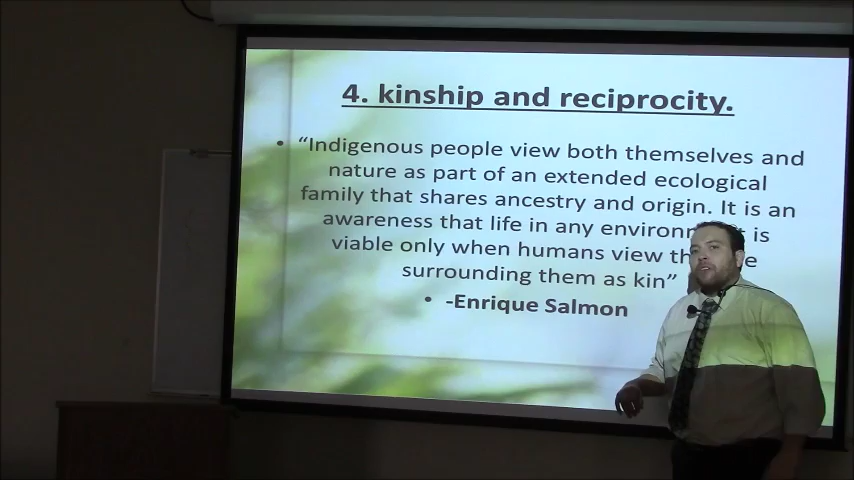 4. kinship and reciprocity.
• “Indigenous people view both themselves and
nature as part of an extended ecological
family that shares ancestry and origin. It is an
awareness that life in any environ t is
viable only when humans view th e
surrounding them as kin”
• -Enrique Salmon